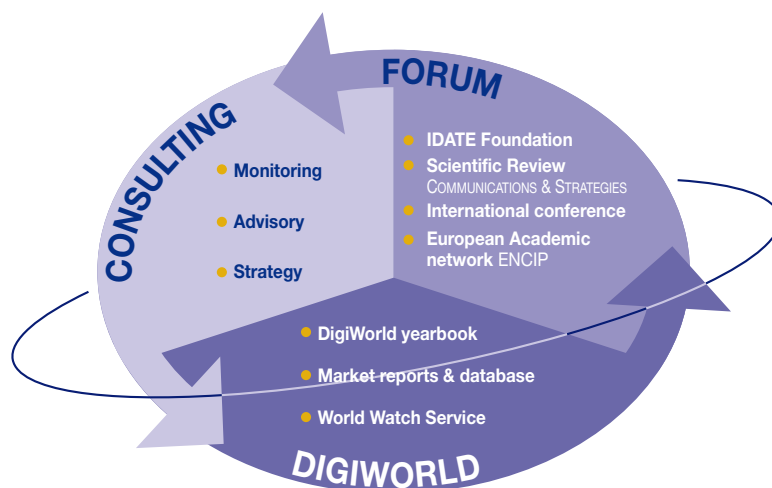 CONSULTING
Monitoring
Advisory
Strategy
FORUM
IDATE Foundation
Scientific Review
COMMUNICATIONS & STRATEGIES
International conference
European Academic
network ENCIP
DigiWorld yearbook
Market reports & database
World Watch Service
DIGIWORLD